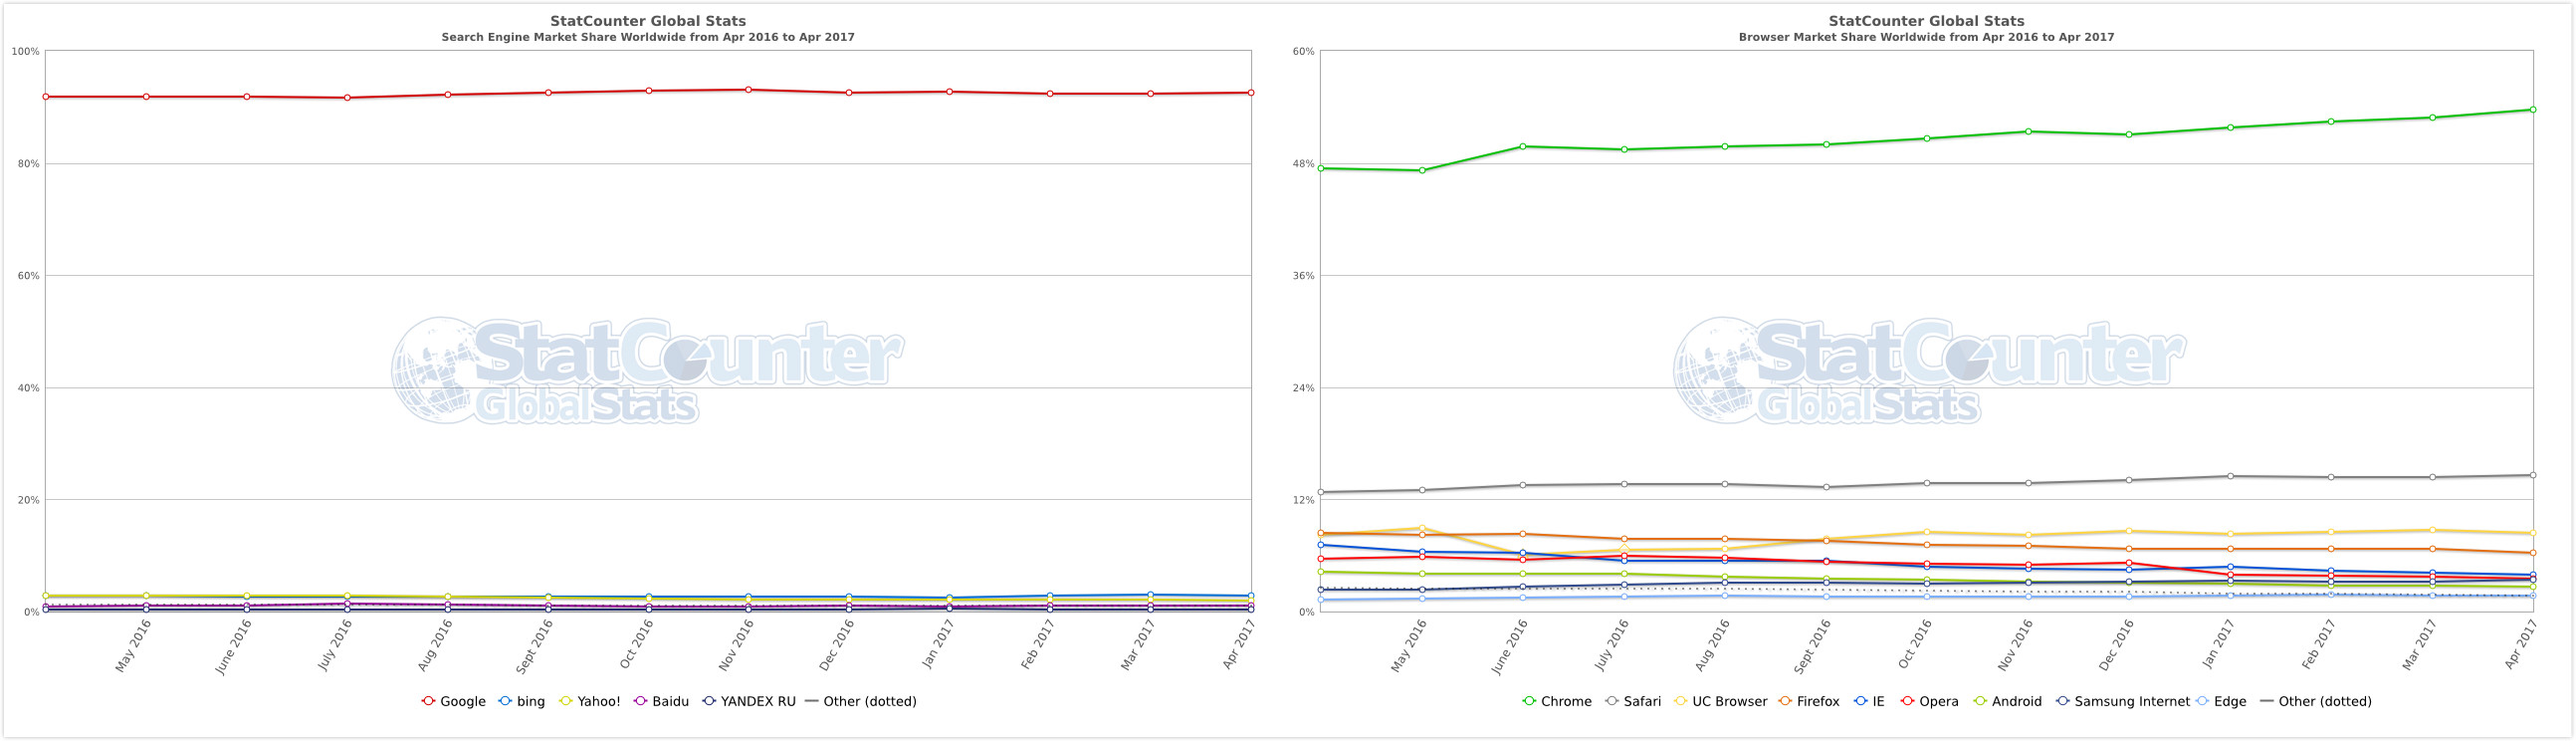 StatCounter Global Stats
Search Engine Market Share Worldwide from Apr 2016 to Apr 2017
100%
80%
60%
40%
20%
0%
StatCounter
GlobalStats
May 2016
June 2016
July 2016
Aug 2016
Sept 2016
Oct 2016
Nov 2016
Dec 2016
Jan 2017
Feb 2017
Mar 2017
Apr 2017
Google bing Yahoo! Baidu YANDEX RU Other (dotted)
StatCounter Global Stats
Browser Market Share Worldwide from Apr 2016 to Apr 2017
60%
48%
36%
24%
12%
0%
StatCounter
GlobalStats
May 2016
June 2016
July 2016
Aug 2016
Sept 2016
Oct 2016
Nov 2016
Dec 2016
Jan 2017
Feb 2017
Mar 2017
Apr 2017
Chrome Safari UC Browser Firefox IE Opera Android Samsung Internet Edge Other (dotted)